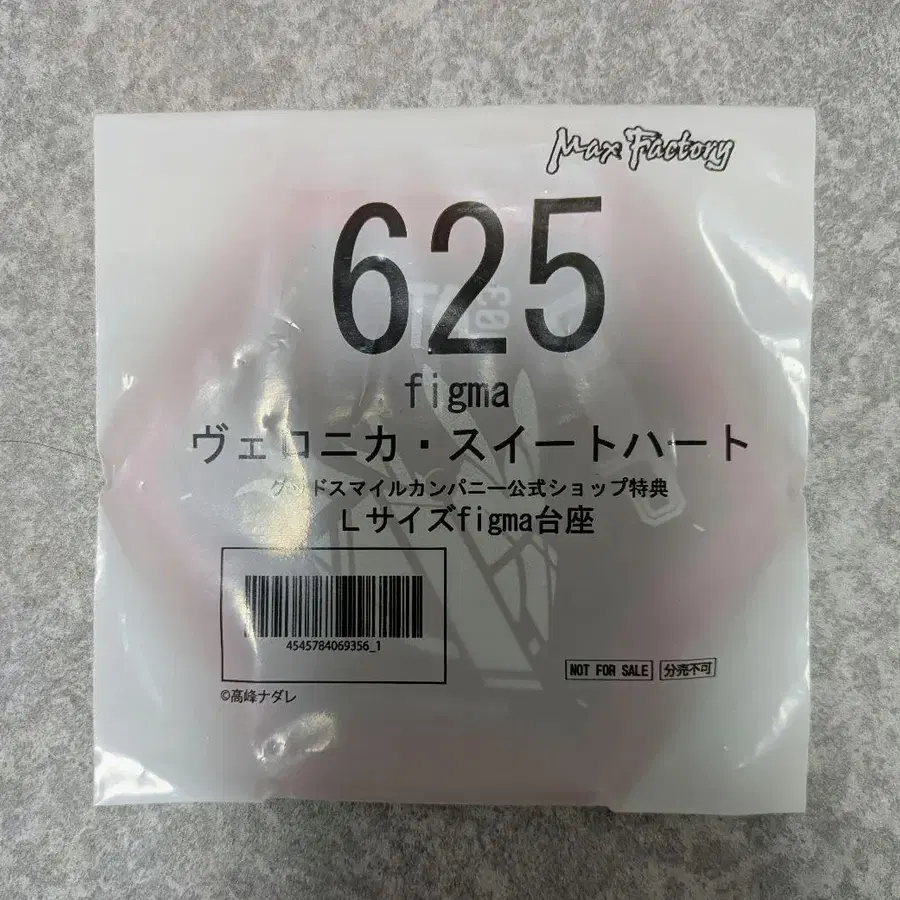 Max Factory
625
figma
ヴェロニカ・スイートハート
グッドスマイルカンパニー公式ショップ特典
Lサイズfigma台座
4545784069356_1
NOT FOR SALE 分売不可
©高峰ナダレ